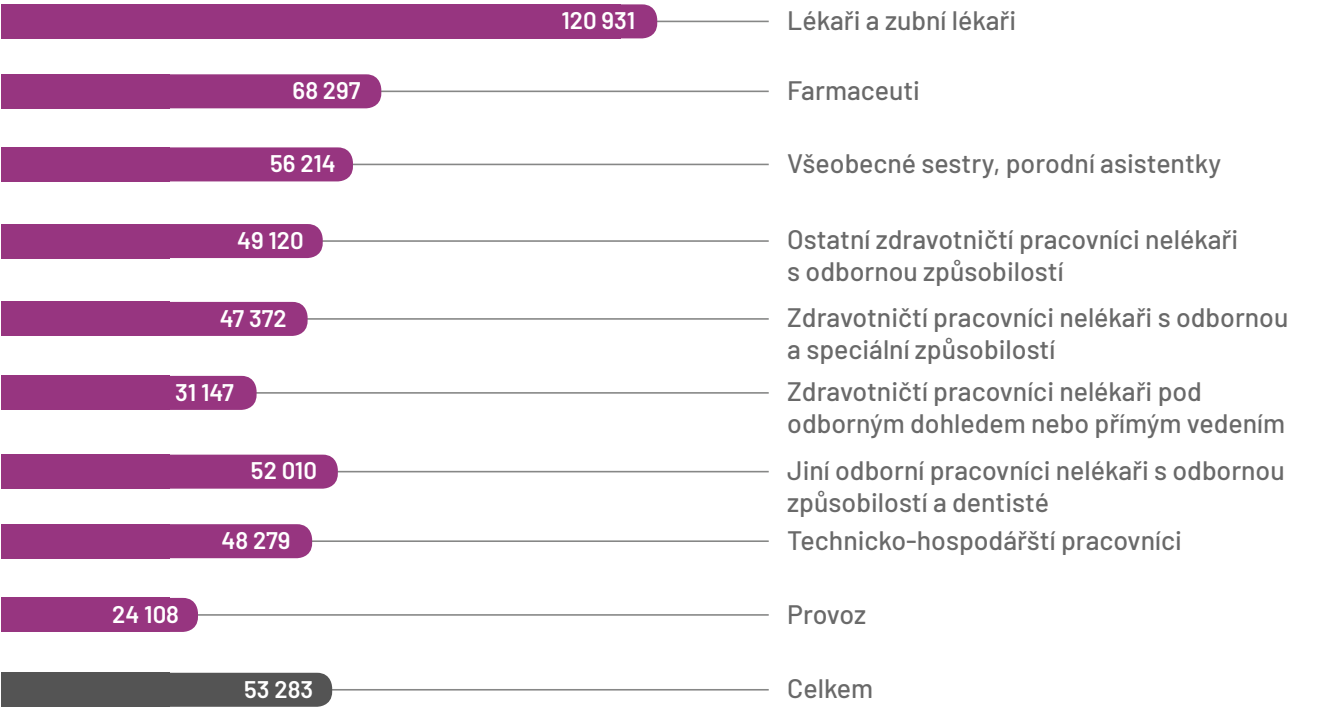 120 931 Lékaři a zubní lékaři
68 297 Farmaceuti
56 214 Všeobecné sestry, porodní asistentky
49 120 Ostatní zdravotničtí pracovníci nelékaři
s odbornou způsobilostí
47 372 Zdravotničtí pracovníci nelékaři s odbornou
a speciální způsobilostí
31 147 Zdravotničtí pracovníci nelékaři pod
odborným dohledem nebo přímým vedením
52 010 Jiní odborní pracovníci nelékaři s odbornou
způsobilostí a dentisté
48 279 Technicko-hospodářští pracovníci
24 108 Provoz
53 283 Celkem